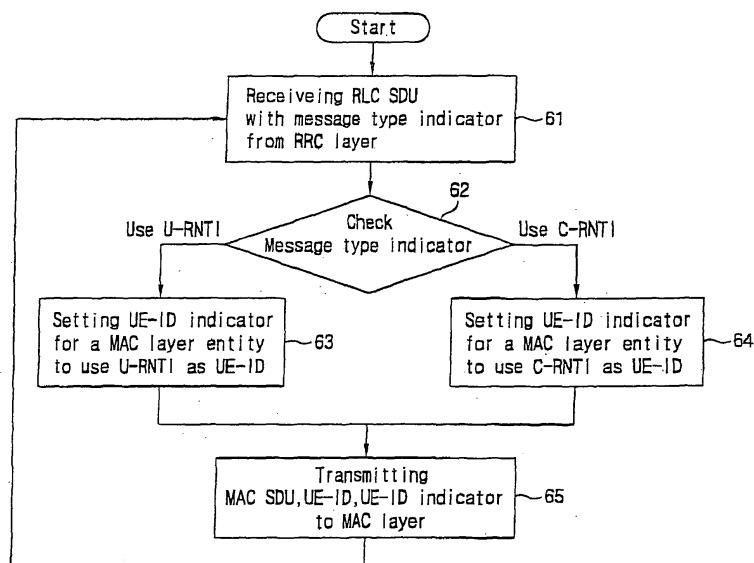 Start
Receiveing RLC SDU
with message type indicator
from RRC layer
61
62
Use U-RNTI
Check
Message type indicator
Use C-RNTI
Setting UE-ID indicator
for a MAC layer entity
to use U-RNTI as UE-ID
63
Setting UE-ID indicator
for a MAC layer entity
to use C-RNTI as UE-ID
64
Transmitting
MAC SDU,UE-ID,UE-ID indicator
to MAC layer
65